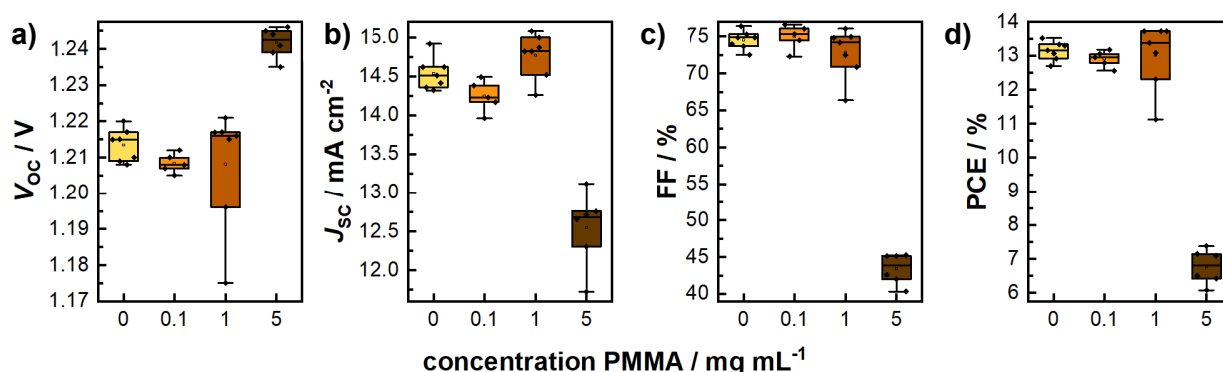 a)
V_OC / V
1.24
1.23
1.22
1.21
1.20
1.19
1.18
1.17
0 0.1 1 5
b)
J_SC / mA cm⁻²
15.0
14.5
14.0
13.5
13.0
12.5
12.0
0 0.1 1 5
c)
FF / %
75
70
65
60
55
50
45
40
0 0.1 1 5
d)
PCE / %
14
13
12
11
10
9
8
7
6
0 0.1 1 5
concentration PMMA / mg mL⁻¹